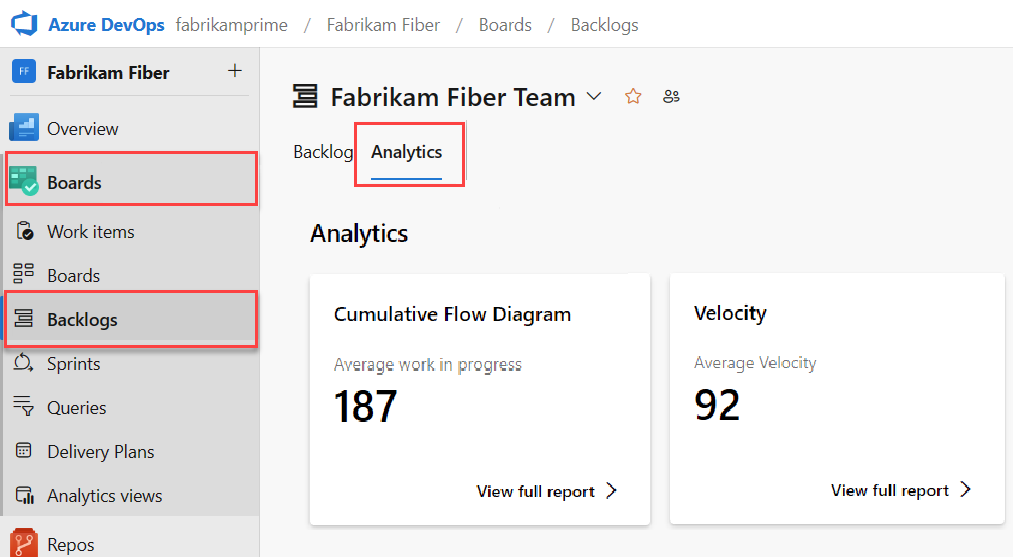 Azure DevOps fabrikamprime / Fabrikam Fiber / Boards / Backlogs
FF Fabrikam Fiber +
Overview
Boards
Work items
Boards
Backlogs
Sprints
Queries
Delivery Plans
Analytics views
Repos
Fabrikam Fiber Team
Backlog Analytics
Analytics
Cumulative Flow Diagram
Average work in progress
187
View full report
Velocity
Average Velocity
92
View full report